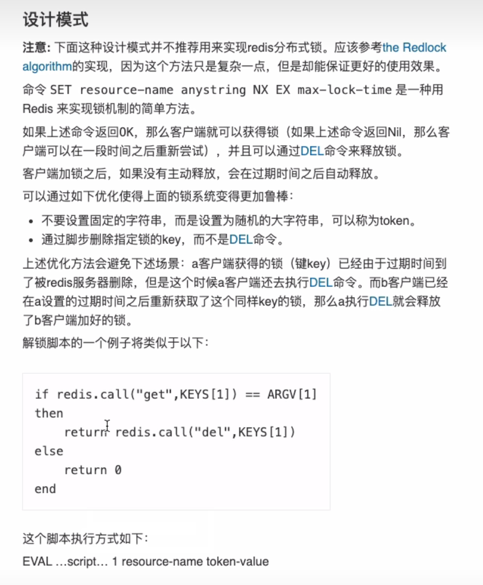 设计模式
注意: 下面这种设计模式并不推荐用来实现redis分布式锁。应该参考the Redlock
algorithm的实现，因为这个方法只是复杂一点，但是却能保证更好的使用效果。
命令 SET resource-name anystring NX EX max-lock-time 是一种用
Redis 来实现锁机制的简单方法。
如果上述命令返回OK，那么客户端就可以获得锁（如果上述命令返回Nil，那么客
户端可以在一段时间之后重新尝试），并且可以通过DEL命令来释放锁。
客户端加锁之后，如果没有主动释放，会在过期时间之后自动释放。
可以通过如下优化使得上面的锁系统变得更加鲁棒：
• 不要设置固定的字符串，而是设置为随机的大字符串，可以称为token。
• 通过脚步删除指定锁的key，而不是DEL命令。
上述优化方法会避免下述场景：a客户端获得的锁（键key）已经由于过期时间到
了被redis服务器删除，但是这个时候a客户端还去执行DEL命令。而b客户端已经
在a设置的过期时间之后重新获取了这个同样key的锁，那么a执行DEL就会释放
了b客户端加好的锁。
解锁脚本的一个例子将类似于以下：
if redis.call("get",KEYS[1]) == ARGV[1]
then
    return redis.call("del",KEYS[1])
else
    return 0
end
这个脚本执行方式如下：
EVAL ...script... 1 resource-name token-value